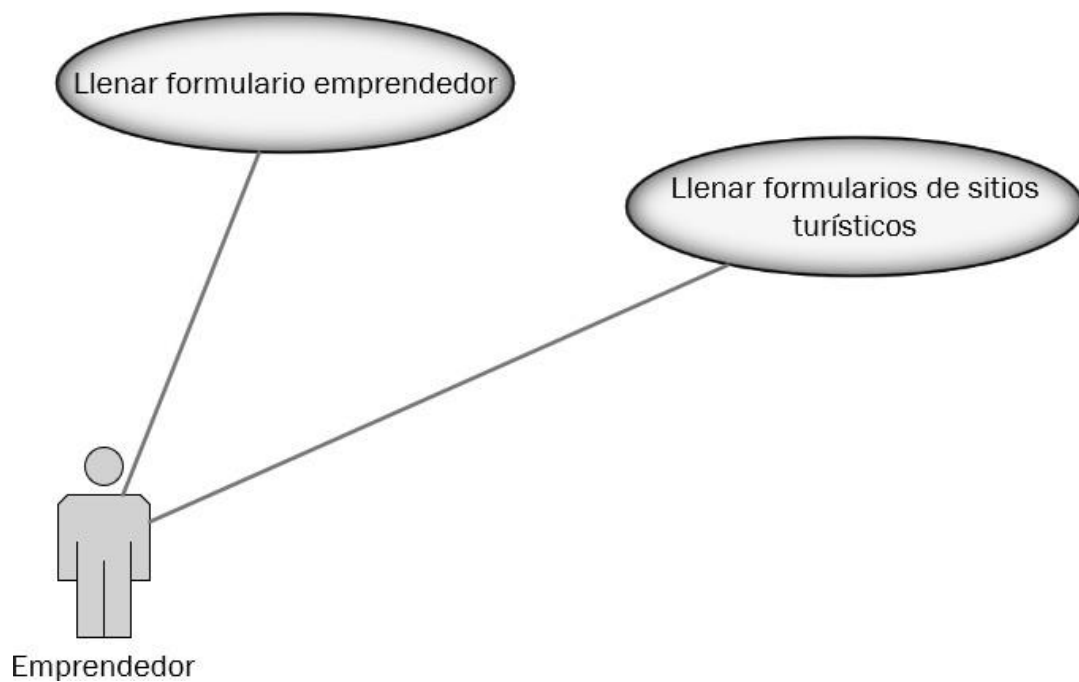 Llenar formulario emprendedor
Llenar formularios de sitios
turísticos
Emprendedor